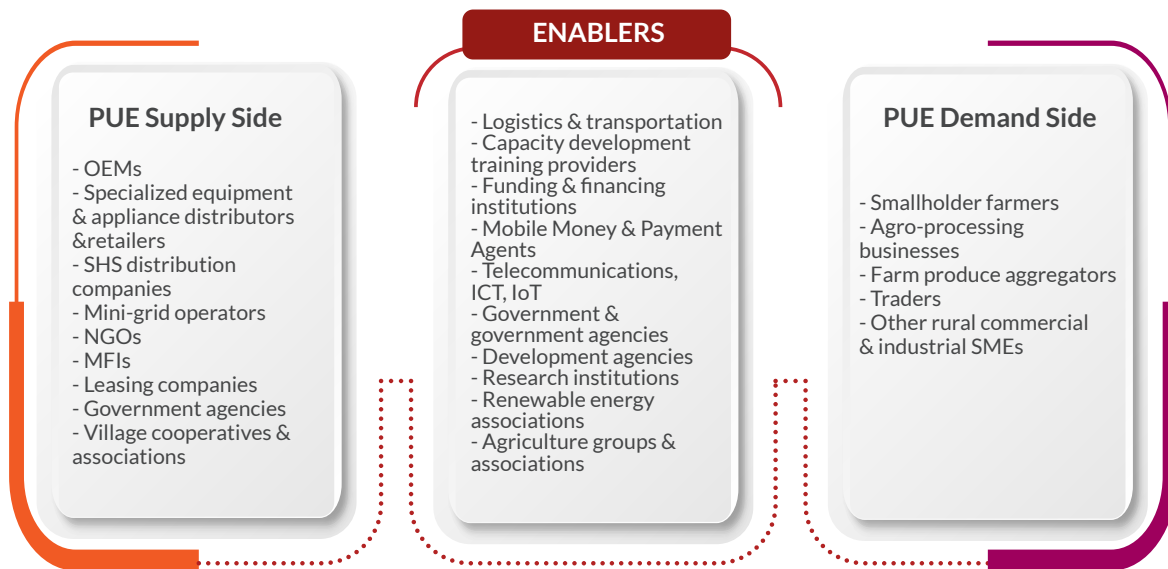 ENABLERS
PUE Supply Side
- OEMs
- Specialized equipment
& appliance distributors
&retailers
- SHS distribution
companies
- Mini-grid operators
- NGOs
- MFIs
- Leasing companies
- Government agencies
- Village cooperatives &
associations
- Logistics & transportation
- Capacity development
training providers
- Funding & financing
institutions
- Mobile Money & Payment
Agents
- Telecommunications,
ICT, IoT
- Government &
government agencies
- Development agencies
- Research institutions
- Renewable energy
associations
- Agriculture groups &
associations
PUE Demand Side
- Smallholder farmers
- Agro-processing
businesses
- Farm produce aggregators
- Traders
- Other rural commercial
& industrial SMEs